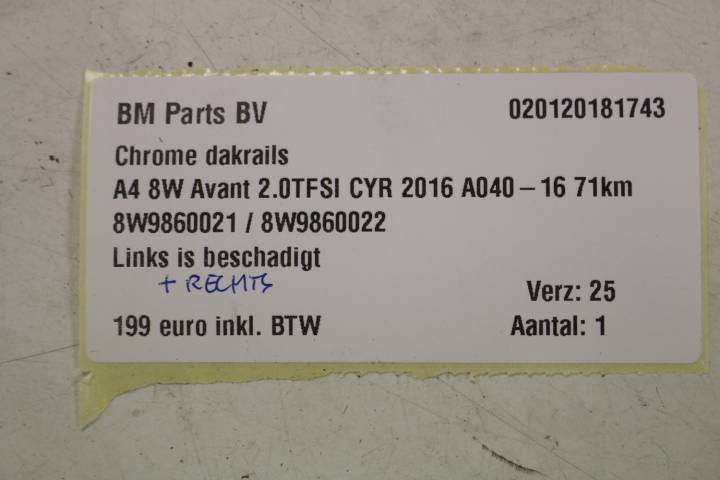 BM Parts BV 020120181743
Chrome dakrails
A4 8W Avant 2.0TFSI CYR 2016 A040 – 16 71km
8W9860021 / 8W9860022
Links is beschadigt
+ RECHTS
Verz: 25
199 euro inkl. BTW Aantal: 1